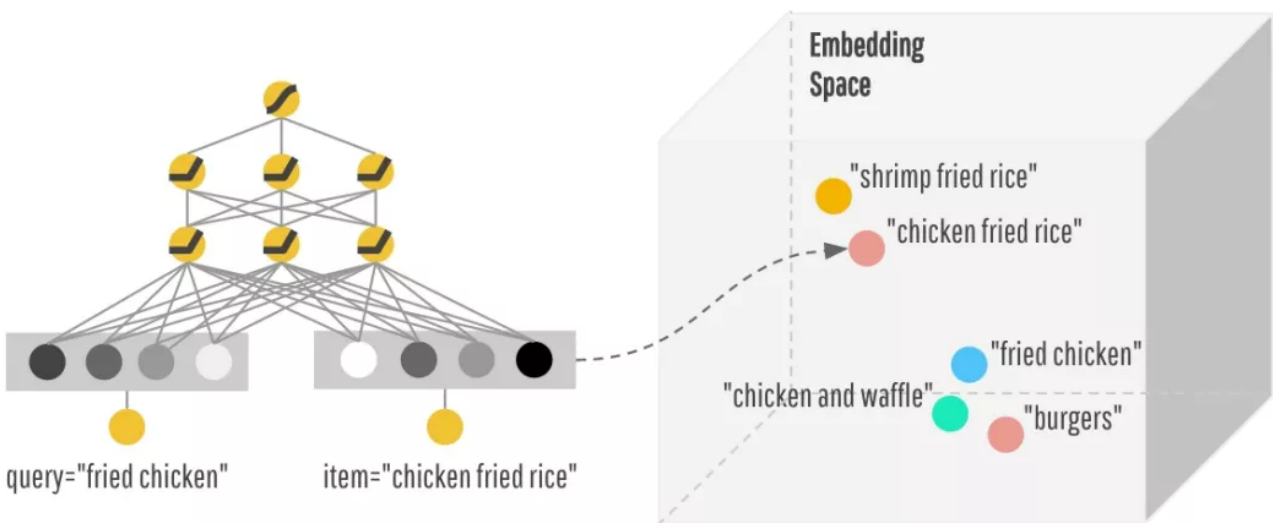 Embedding
Space
"shrimp fried rice"
"chicken fried rice"
"fried chicken"
"chicken and waffle"
"burgers"
query="fried chicken"
item="chicken fried rice"